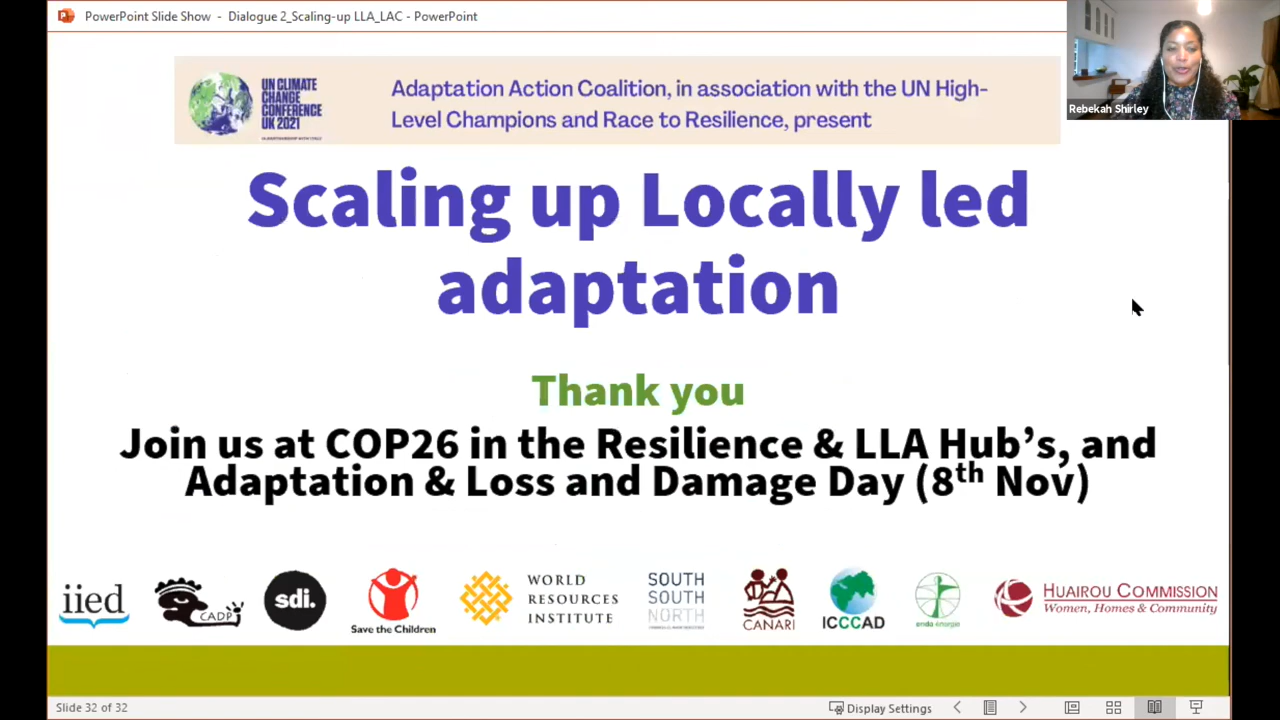 PowerPoint Slide Show - Dialogue 2_Scaling-up LLA_LAC - PowerPoint
Rebekah Shirley
UN CLIMATE
CHANGE
CONFERENCE
UK 2021
Adaptation Action Coalition, in association with the UN High-
Level Champions and Race to Resilience, present
Scaling up Locally led
adaptation
Thank you
Join us at COP26 in the Resilience & LLA Hub's, and
Adaptation & Loss and Damage Day (8th Nov)
iied
CADP
sdi.
Save the Children
WORLD
RESOURCES
INSTITUTE
SOUTH
SOUTH
NORTH
CANARI
ICCCAD
enda énergie
HUAIROU COMMISSION
Women, Homes & Community
Slide 32 of 32
Display Settings